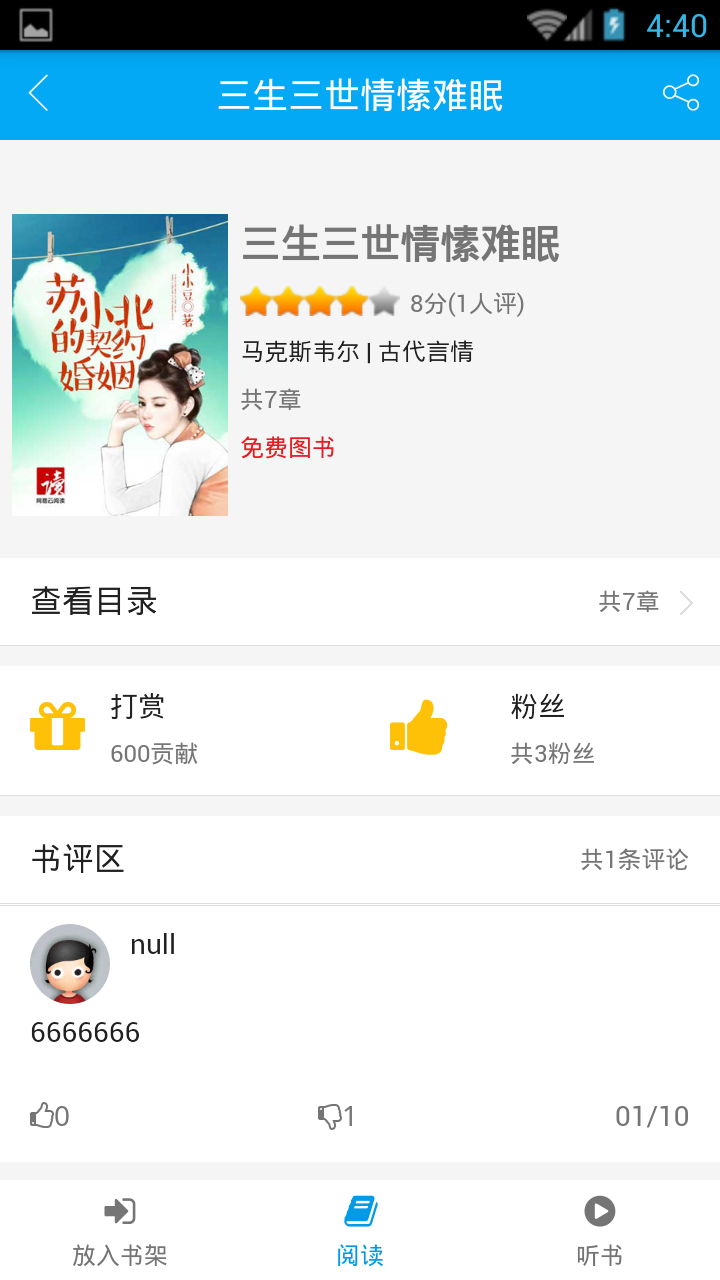 4:40
三生三世情愫难眠
苏小北
的契约
婚姻
小小豆◎著
读
网易云阅读
三生三世情愫难眠
8分(1人评)
马克斯韦尔 | 古代言情
共7章
免费图书
查看目录
共7章
打赏
600贡献
粉丝
共3粉丝
书评区
共1条评论
null
6666666
0
1
01/10
放入书架
阅读
听书